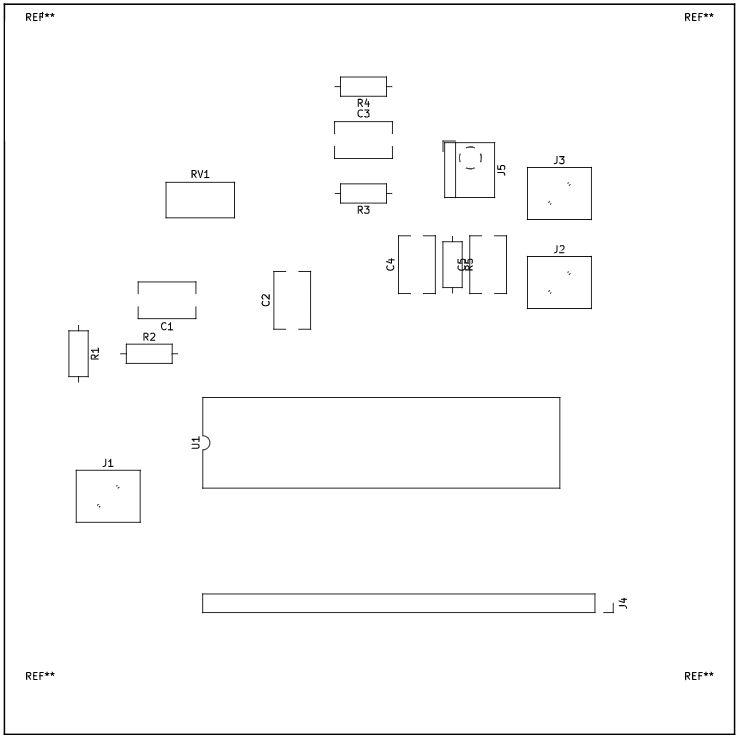 REF** REF**
R4
C3
J3
J5
RV1
R3
J2
C4
C5
R5
C2
C1
R2
R1
U1
J1
J4
REF** REF**